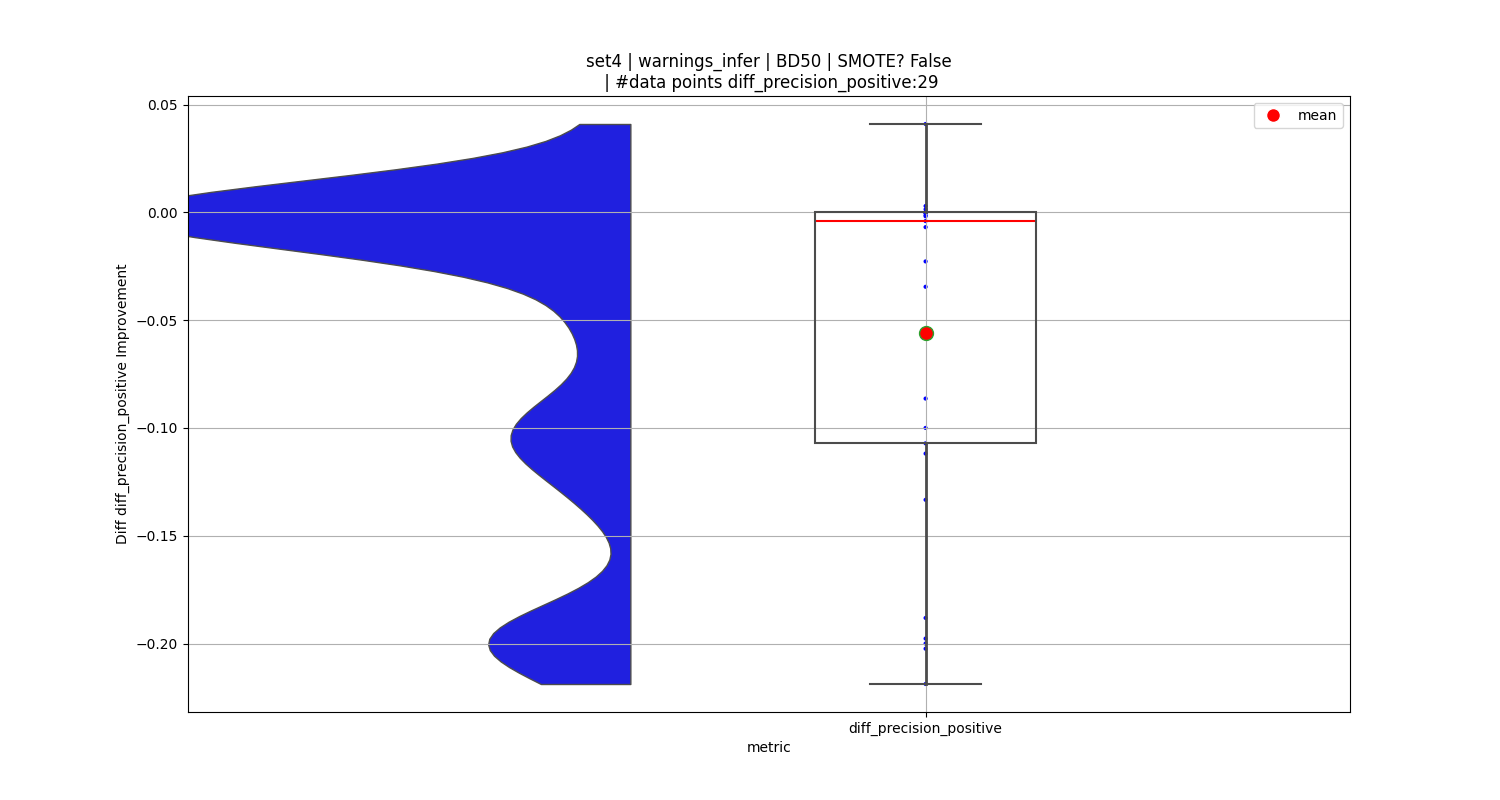 set4 | warnings_infer | BD50 | SMOTE? False
| #data points diff_precision_positive:29
mean
0.05
0.00
−0.05
−0.10
−0.15
−0.20
Diff diff_precision_positive Improvement
diff_precision_positive
metric